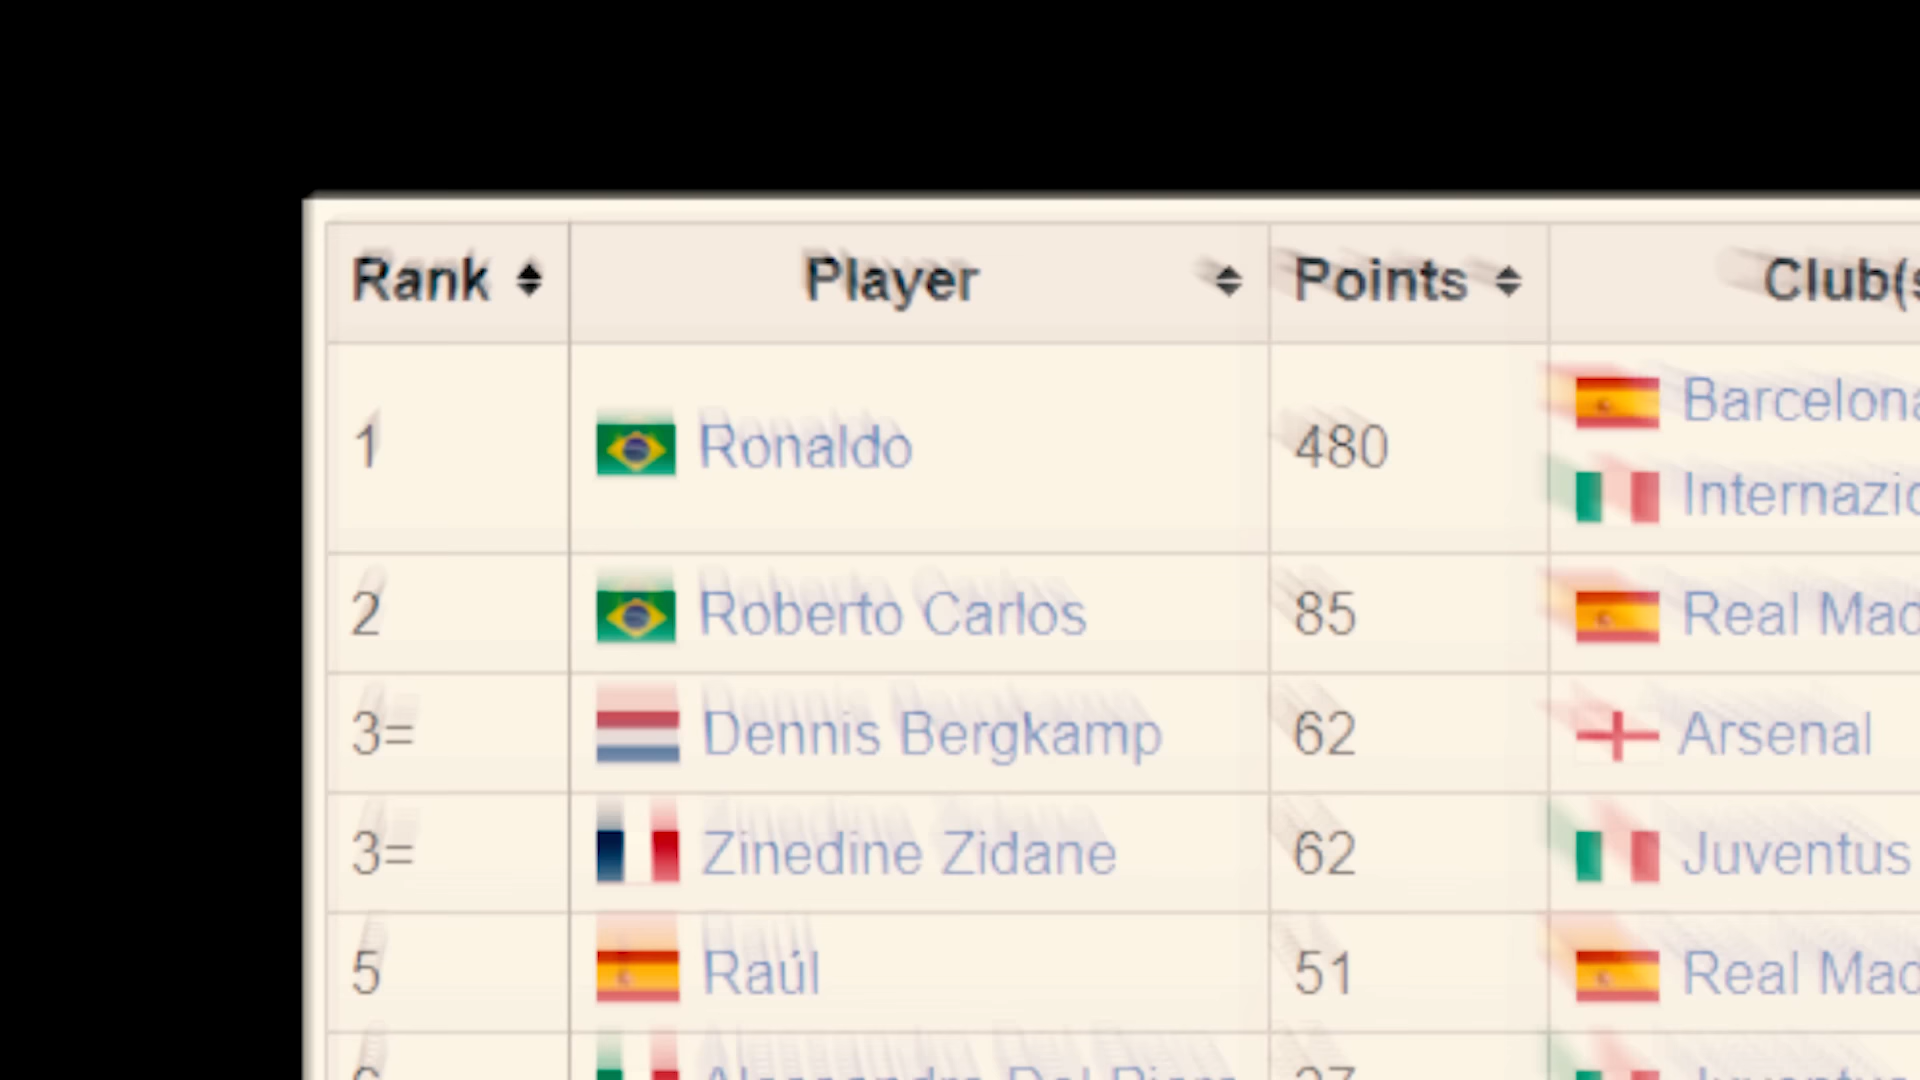 Rank Player Points Club(s
1 Ronaldo 480 Barcelona
Internazio
2 Roberto Carlos 85 Real Mad
3= Dennis Bergkamp 62 Arsenal
3= Zinedine Zidane 62 Juventus
5 Raúl 51 Real Mad